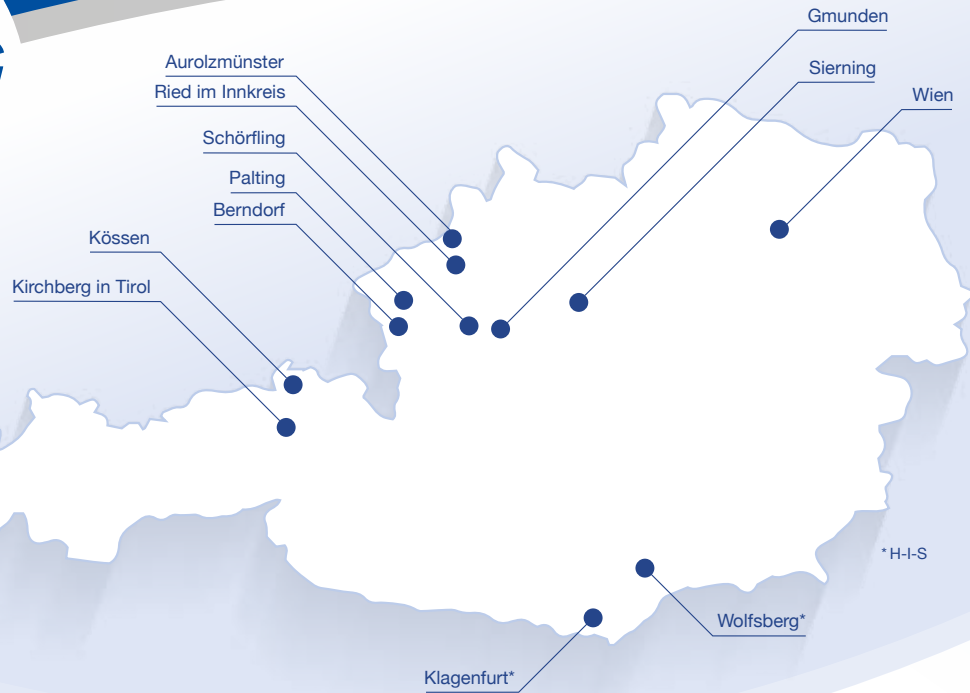 Gmunden
Aurolzmünster
Sierning
Ried im Innkreis
Wien
Schörfling
Palting
Berndorf
Kössen
Kirchberg in Tirol
* H-I-S
Wolfsberg*
Klagenfurt*